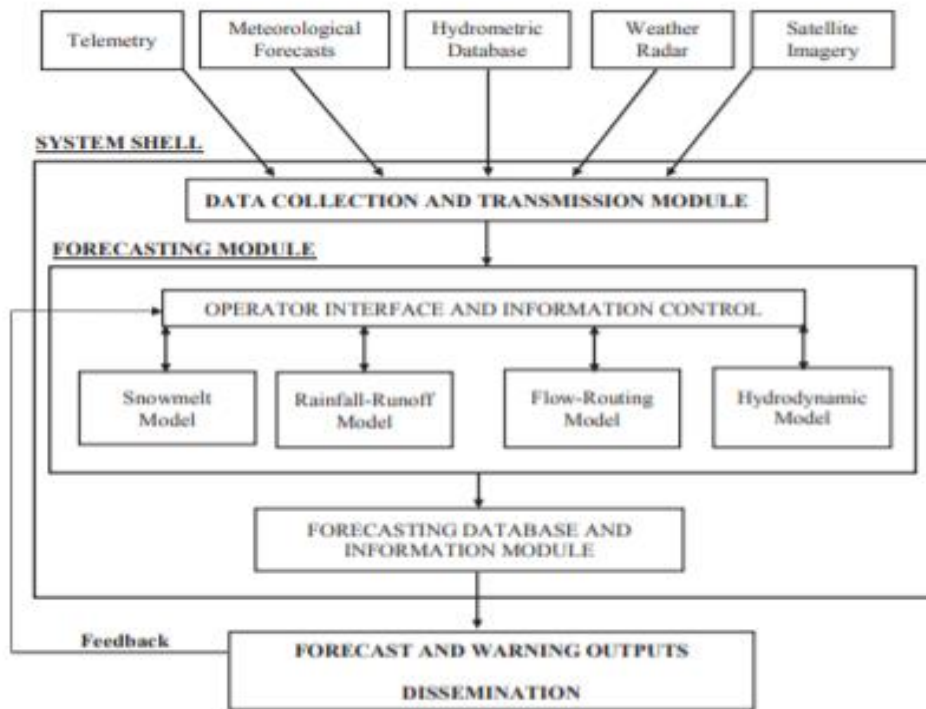 Telemetry
Meteorological
Forecasts
Hydrometric
Database
Weather
Radar
Satellite
Imagery
SYSTEM SHELL
DATA COLLECTION AND TRANSMISSION MODULE
FORECASTING MODULE
OPERATOR INTERFACE AND INFORMATION CONTROL
Snowmelt
Model
Rainfall-Runoff
Model
Flow-Routing
Model
Hydrodynamic
Model
FORECASTING DATABASE AND
INFORMATION MODULE
Feedback
FORECAST AND WARNING OUTPUTS
DISSEMINATION